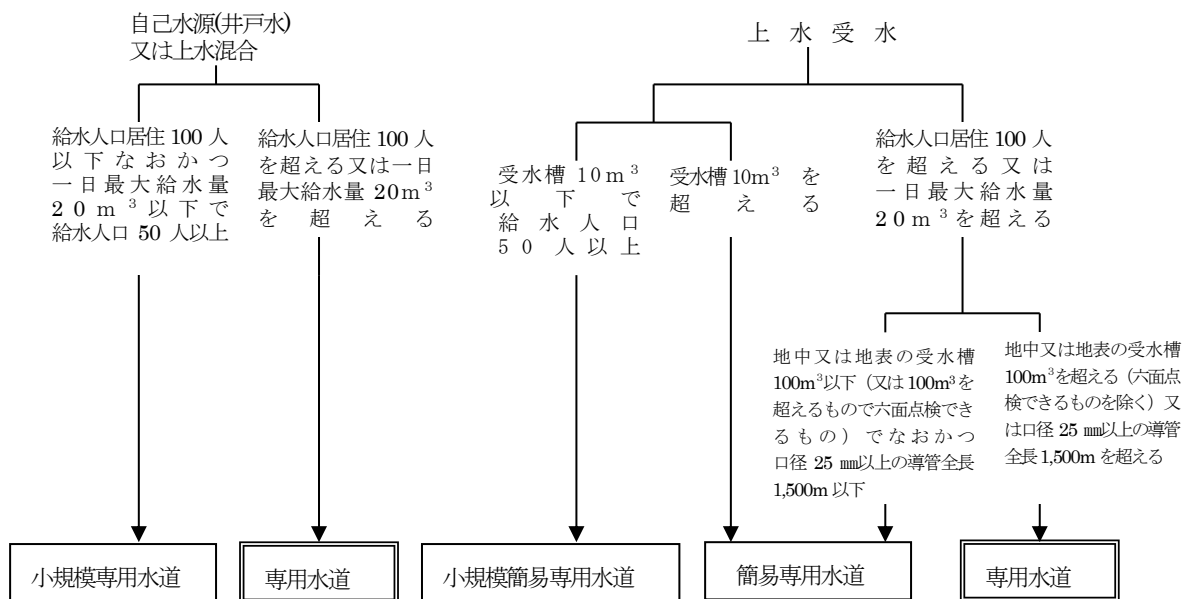 自己水源(井戸水)
又は上水混合
上水受水
給水人口居住 100 人
以下なおかつ
一日最大給水量
20m³以下で
給水人口 50 人以上
給水人口居住 100 人
を超える又は一日
最大給水量 20m³
を超える
受水槽 10m³
以下で
給水人口
50人以上
受水槽 10m³ を
超える
給水人口居住 100 人
を超える又は
一日最大給水量
20m³を超える
地中又は地表の受水槽
100m³以下（又は 100m³を
超えるもので六面点検でき
るもの）でなおかつ
口径 25 ㎜以上の導管全長
1,500m 以下
地中又は地表の受水槽
100m³を超える（六面点
検できるものを除く）又
は口径 25 ㎜以上の導管
全長 1,500m を超える
小規模専用水道
専用水道
小規模簡易専用水道
簡易専用水道
専用水道